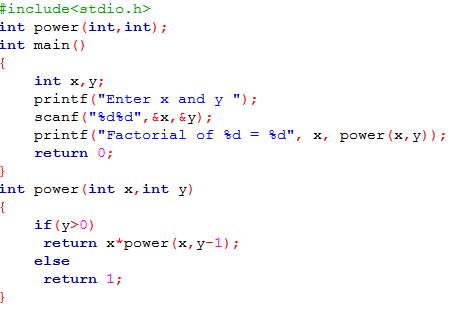 #include<stdio.h>
int power(int,int);
int main()
{
int x,y;
printf("Enter x and y ");
scanf("%d%d",&x,&y);
printf("Factorial of %d = %d", x, power(x,y));
return 0;
}
int power(int x,int y)
{
if(y>0)
return x*power(x,y-1);
else
return 1;
}